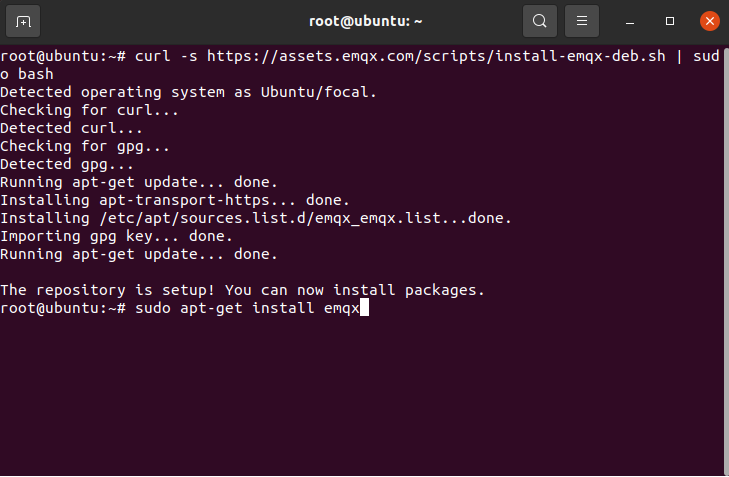 root@ubuntu: ~
root@ubuntu:~# curl -s https://assets.emqx.com/scripts/install-emqx-deb.sh | sud
o bash
Detected operating system as Ubuntu/focal.
Checking for curl...
Detected curl...
Checking for gpg...
Detected gpg...
Running apt-get update... done.
Installing apt-transport-https... done.
Installing /etc/apt/sources.list.d/emqx_emqx.list...done.
Importing gpg key... done.
Running apt-get update... done.
The repository is setup! You can now install packages.
root@ubuntu:~# sudo apt-get install emqx